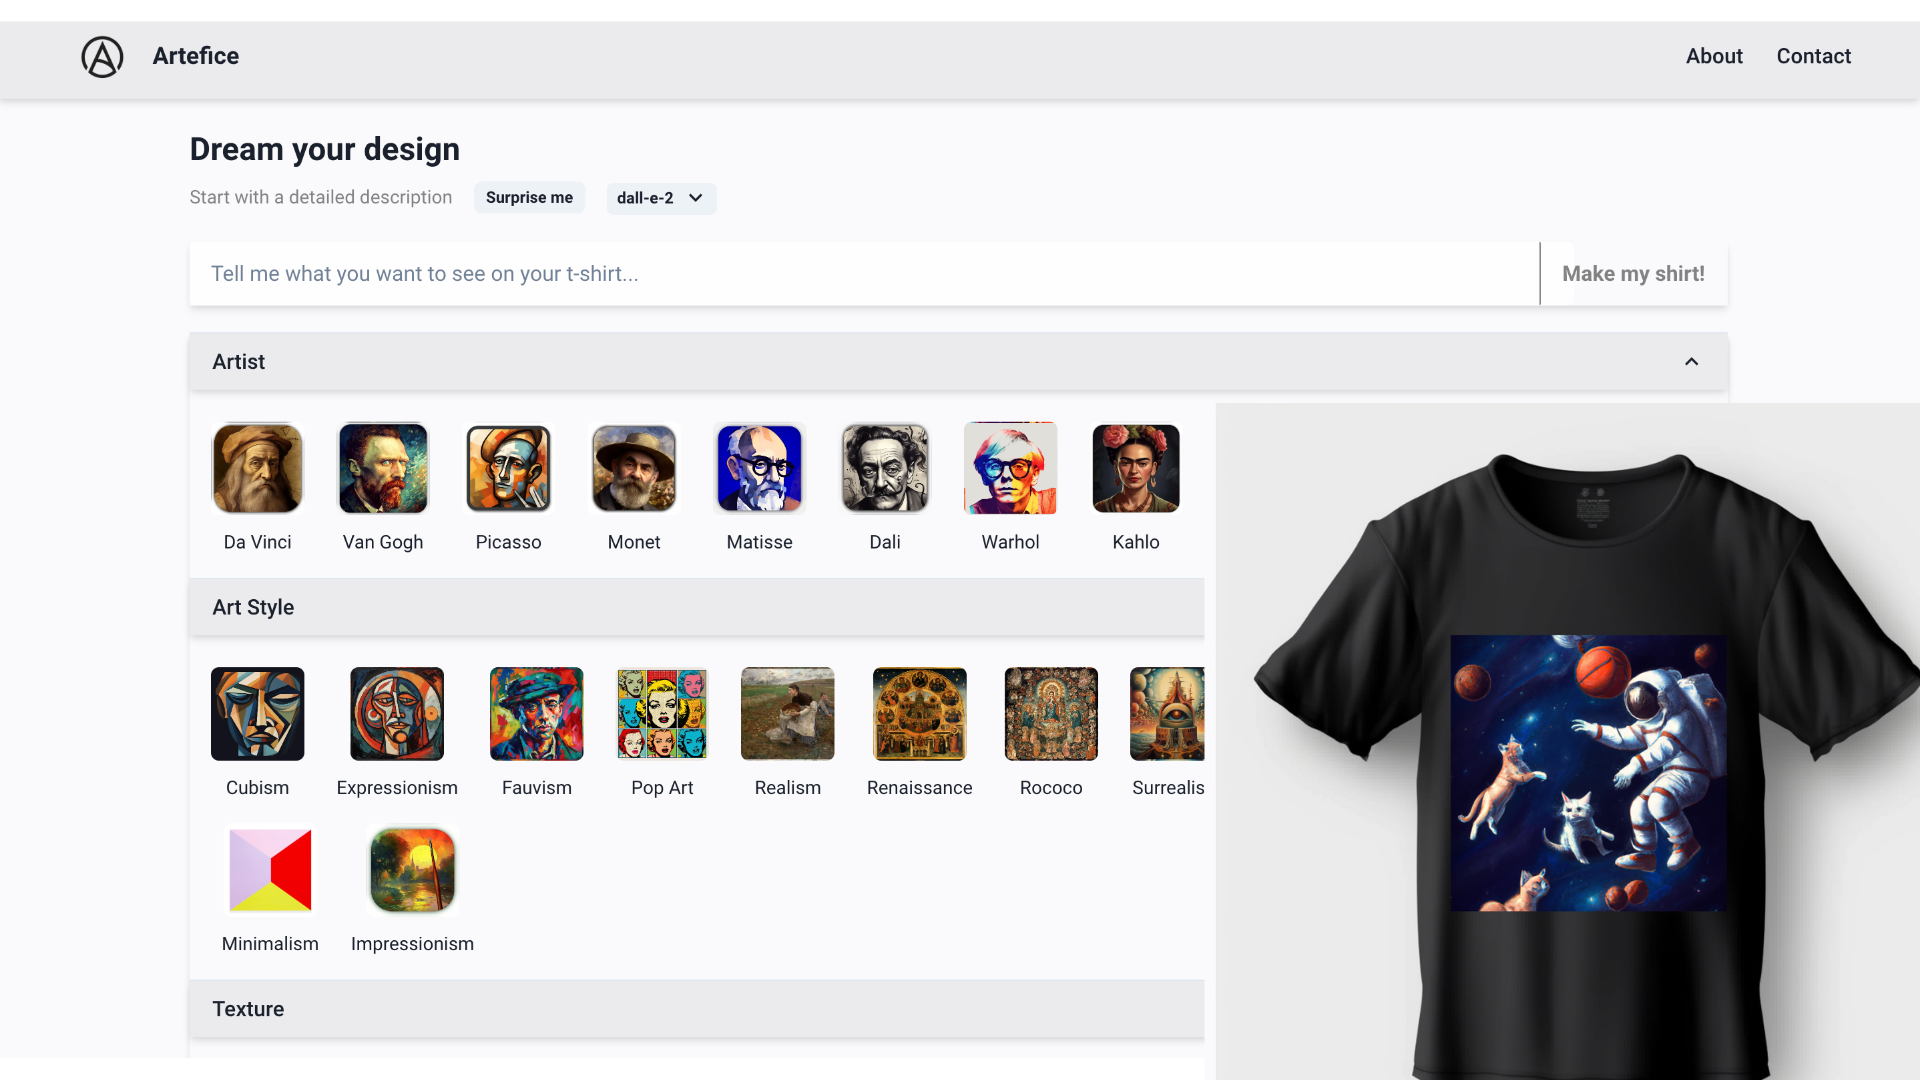 Artefice
About Contact
Dream your design
Start with a detailed description Surprise me dall-e-2
Tell me what you want to see on your t-shirt... Make my shirt!
Artist
Da Vinci Van Gogh Picasso Monet Matisse Dali Warhol Kahlo
Art Style
Cubism Expressionism Fauvism Pop Art Realism Renaissance Rococo Surrealis
Minimalism Impressionism
Texture